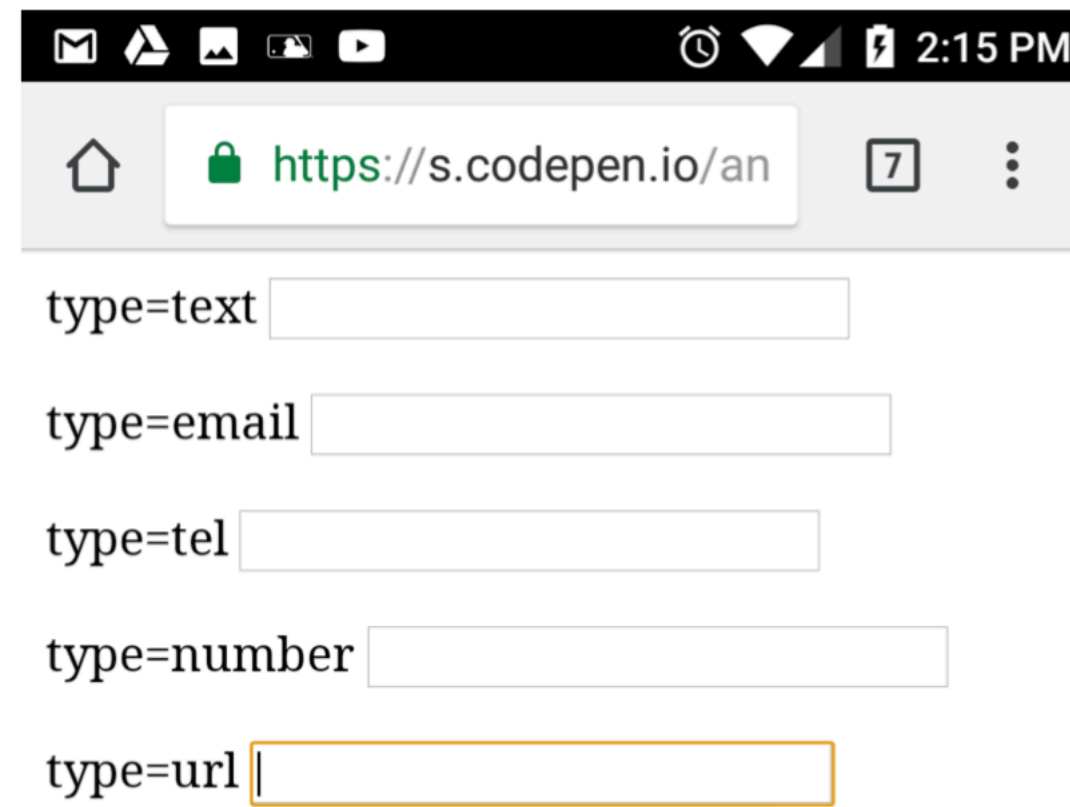 2:15 PM
https://s.codepen.io/an
7
type=text
type=email
type=tel
type=number
type=url